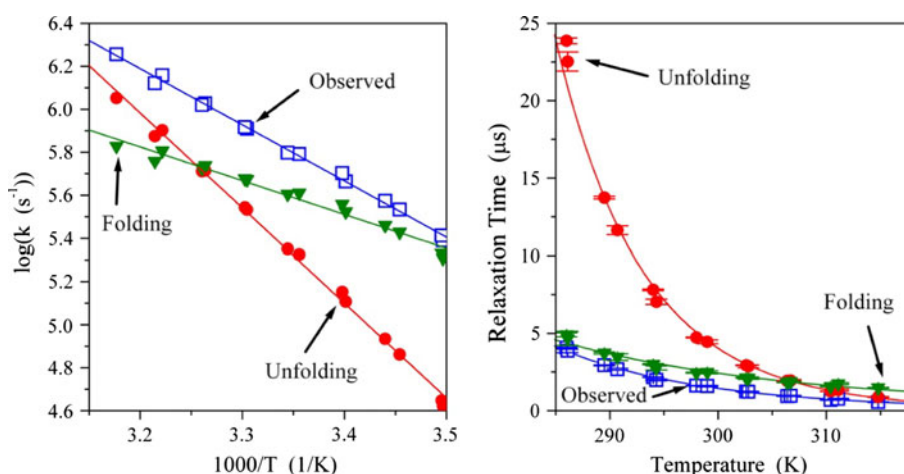 6.4
6.2
6.0
5.8
5.6
5.4
5.2
5.0
4.8
4.6
log(k (s⁻¹))
Observed
Folding
Unfolding
3.2
3.3
3.4
3.5
1000/T (1/K)
25
20
15
10
5
0
Relaxation Time (μs)
Unfolding
Folding
Observed
290
300
310
Temperature (K)